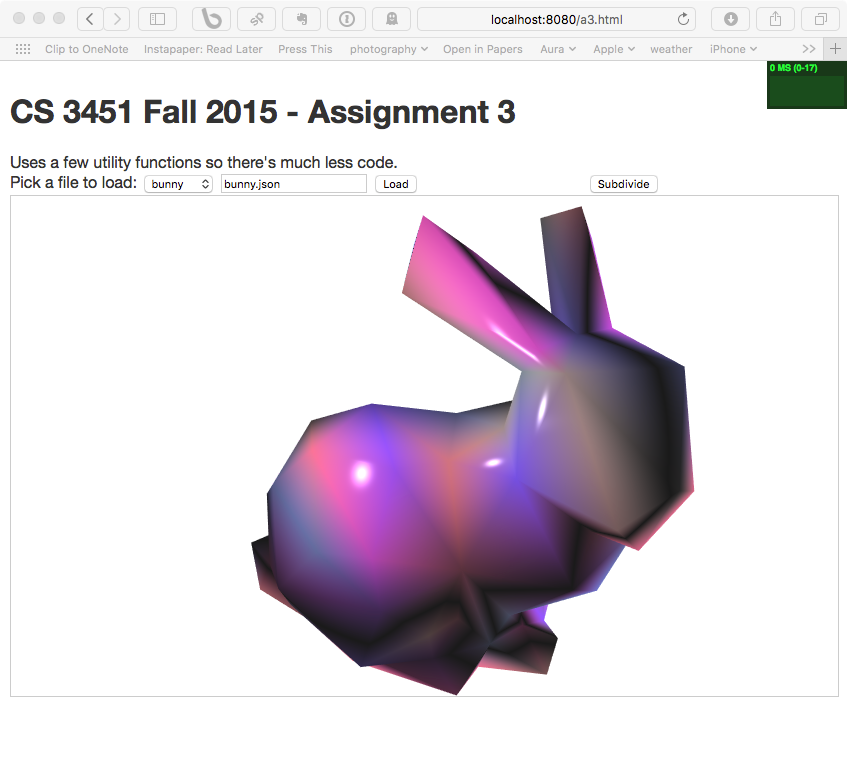 localhost:8080/a3.html
Clip to OneNote Instapaper: Read Later Press This photography Open in Papers Aura Apple weather iPhone >> +
0 MS (0-17)
CS 3451 Fall 2015 - Assignment 3
Uses a few utility functions so there's much less code.
Pick a file to load: bunny bunny.json Load Subdivide